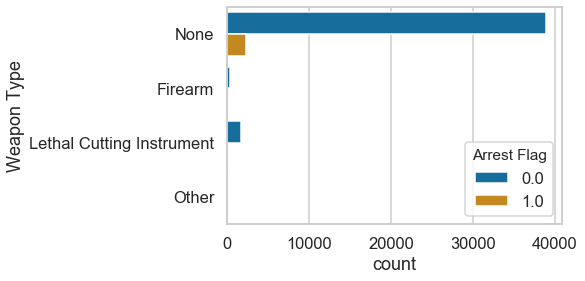 Weapon Type
None
Firearm
Lethal Cutting Instrument
Other
Arrest Flag
0.0
1.0
0 10000 20000 30000 40000
count